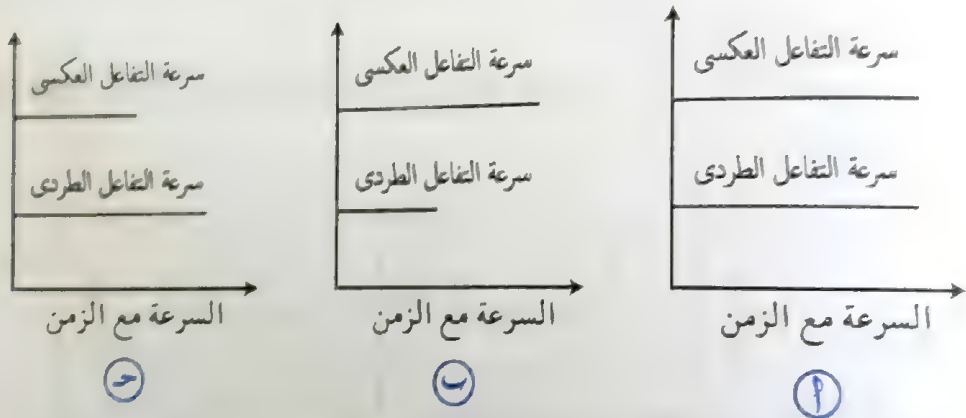 سرعة التفاعل العكسى سرعة التفاعل العكسى سرعة التفاعل العكسى
سرعة التفاعل الطردى سرعة التفاعل الطردى سرعة التفاعل الطردى
السرعة مع الزمن السرعة مع الزمن السرعة مع الزمن
أ ب حـ